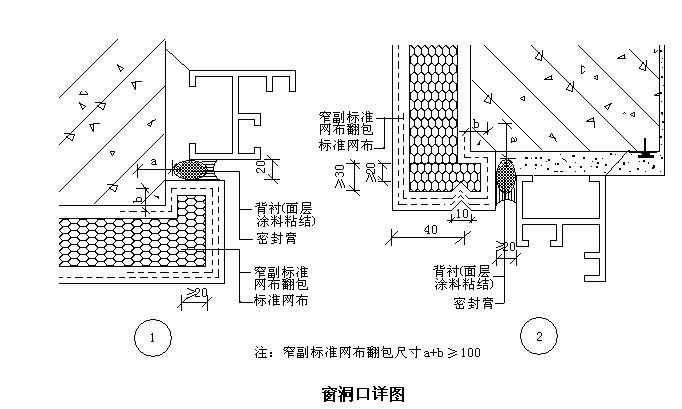 a
b
20
背衬(面层
涂料粘结)
密封膏
窄副标准
网布翻包
标准网布
≥20
1
窄副标准
网布翻包
标准网布
b
a
≥30
≥20
10
40
≥20
背衬(面层
涂料粘结)
密封膏
2
注: 窄副标准网布翻包尺寸a+b≥100
窗洞口详图